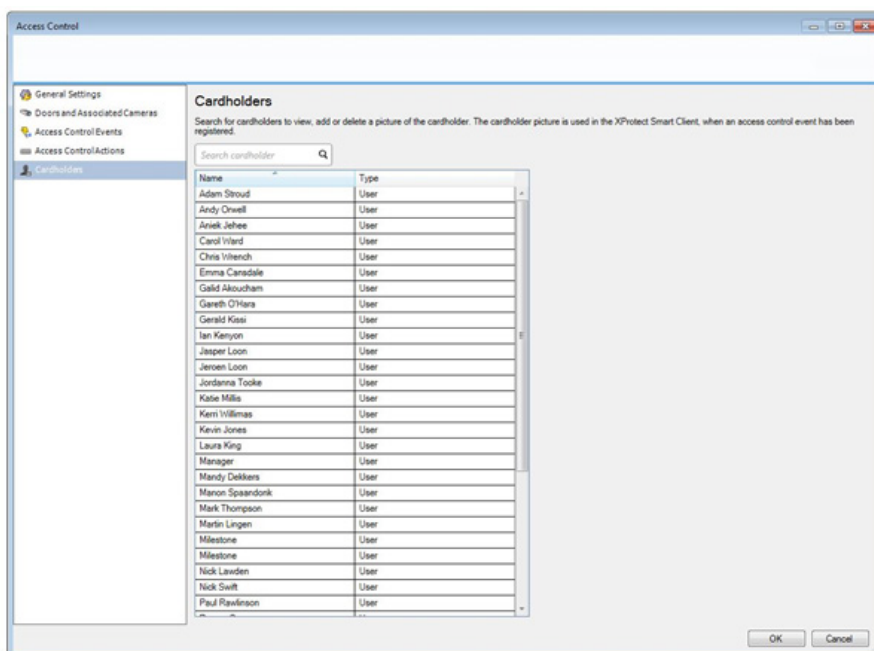 Access Control
General Settings
Doors and Associated Cameras
Access Control Events
Access Control Actions
Cardholders
Cardholders
Search for cardholders to view, add or delete a picture of the cardholder. The cardholder picture is used in the XProtect Smart Client, when an access control event has been
registered.
Search cardholder
Name Type
Adam Stroud User
Andy Orwell User
Aniek Jehee User
Carol Ward User
Chris Wrench User
Emma Cansdale User
Galid Akoucham User
Gareth O'Hara User
Gerald Kissi User
Ian Kenyon User
Jasper Loon User
Jeroen Loon User
Jordanna Tooke User
Katie Millis User
Kerri Willimas User
Kevin Jones User
Laura King User
Manager User
Mandy Dekkers User
Manon Spaandonk User
Mark Thompson User
Martin Lingen User
Milestone User
Milestone User
Nick Lawden User
Nick Swift User
Paul Rawlinson User
OK Cancel